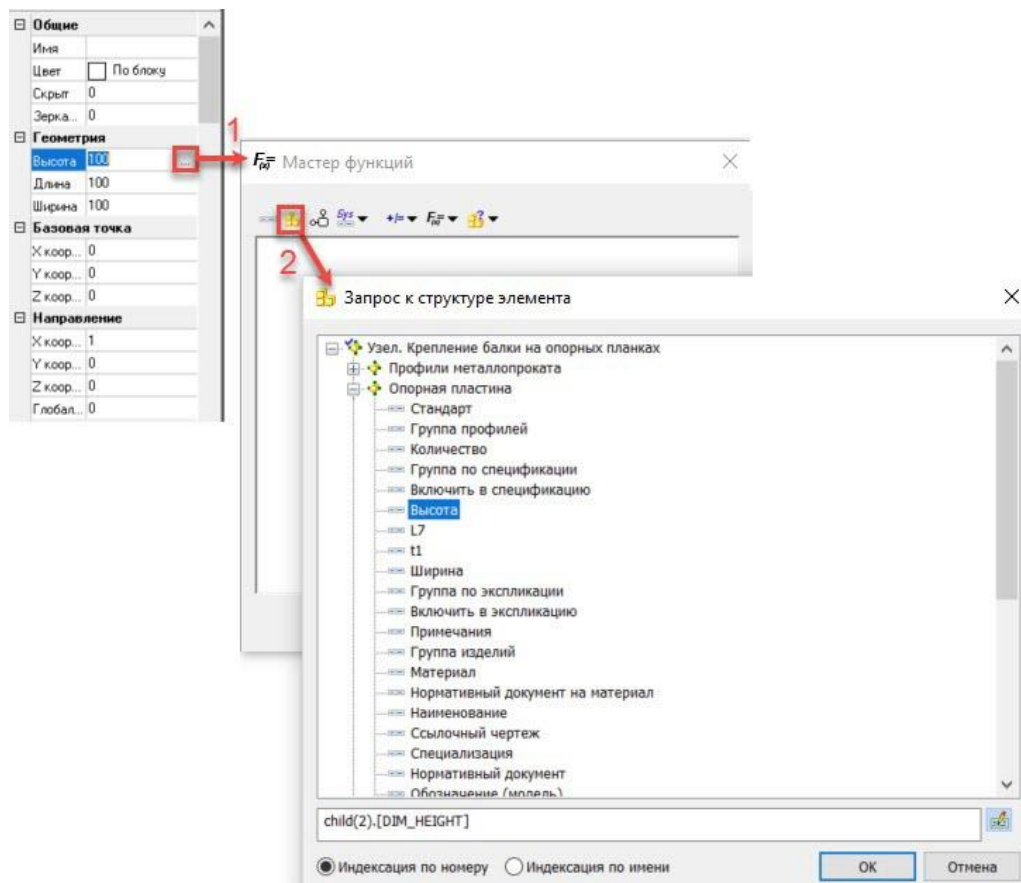 Общие
Имя
Цвет По блоку
Скрыт 0
Зерка... 0
Геометрия
Высота 100 ...
Длина 100
Ширина 100
Базовая точка
X коор... 0
Y коор... 0
Z коор... 0
Направление
X коор... 1
Y коор... 0
Z коор... 0
Глобал... 0
1
F(x)= Мастер функций
Sys +/= F(x)=
2
Запрос к структуре элемента
Узел. Крепление балки на опорных планках
Профили металлопроката
Опорная пластина
Стандарт
Группа профилей
Количество
Группа по спецификации
Включить в спецификацию
Высота
L7
t1
Ширина
Группа по экспликации
Включить в экспликацию
Примечания
Группа изделий
Материал
Нормативный документ на материал
Наименование
Ссылочный чертеж
Специализация
Нормативный документ
Обозначение (модель)
child(2).[DIM_HEIGHT]
Индексация по номеру Индексация по имени OK Отмена